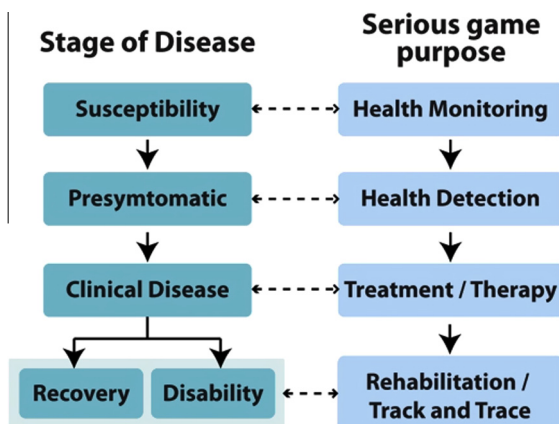 Stage of Disease
Serious game
purpose
Susceptibility
Health Monitoring
Presymtomatic
Health Detection
Clinical Disease
Treatment / Therapy
Recovery
Disability
Rehabilitation /
Track and Trace